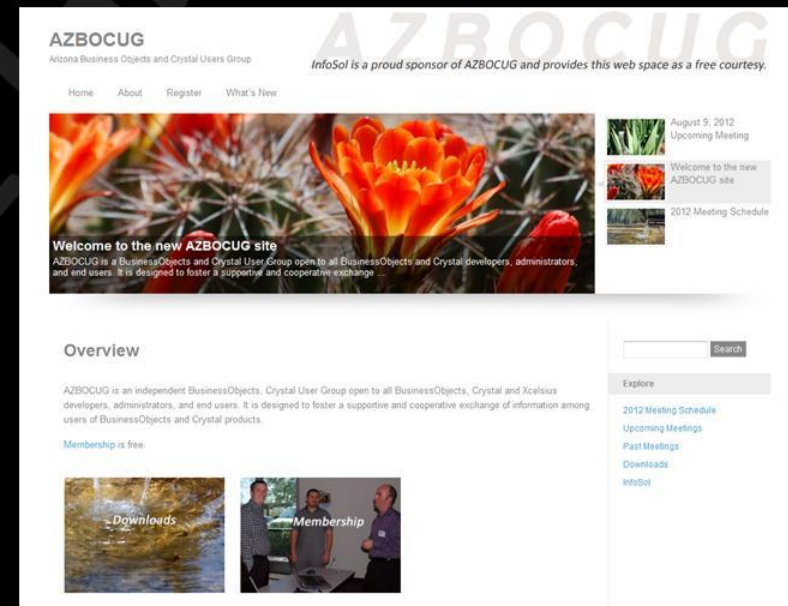 AZBOCUG
AZBOCUG
Arizona Business Objects and Crystal Users Group
InfoSol is a proud sponsor of AZBOCUG and provides this web space as a free courtesy.
Home About Register What's New
August 9, 2012
Upcoming Meeting
Welcome to the new
AZBOCUG site
2012 Meeting Schedule
Welcome to the new AZBOCUG site
AZBOCUG is a BusinessObjects and Crystal User Group open to all BusinessObjects and Crystal developers, administrators,
and end users. It is designed to foster a supportive and cooperative exchange ...
Overview
AZBOCUG is an independent BusinessObjects, Crystal User Group open to all BusinessObjects, Crystal and Xcelsius
developers, administrators, and end users. It is designed to foster a supportive and cooperative exchange of information among
users of BusinessObjects and Crystal products.
Membership is free.
Downloads
Membership
Search
Explore
2012 Meeting Schedule
Upcoming Meetings
Past Meetings
Downloads
InfoSol